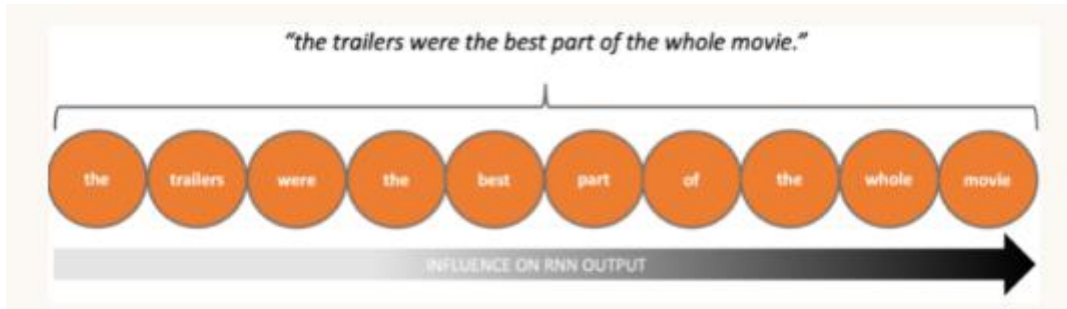 “the trailers were the best part of the whole movie.”
the trailers were the best part of the whole movie
INFLUENCE ON RNN OUTPUT